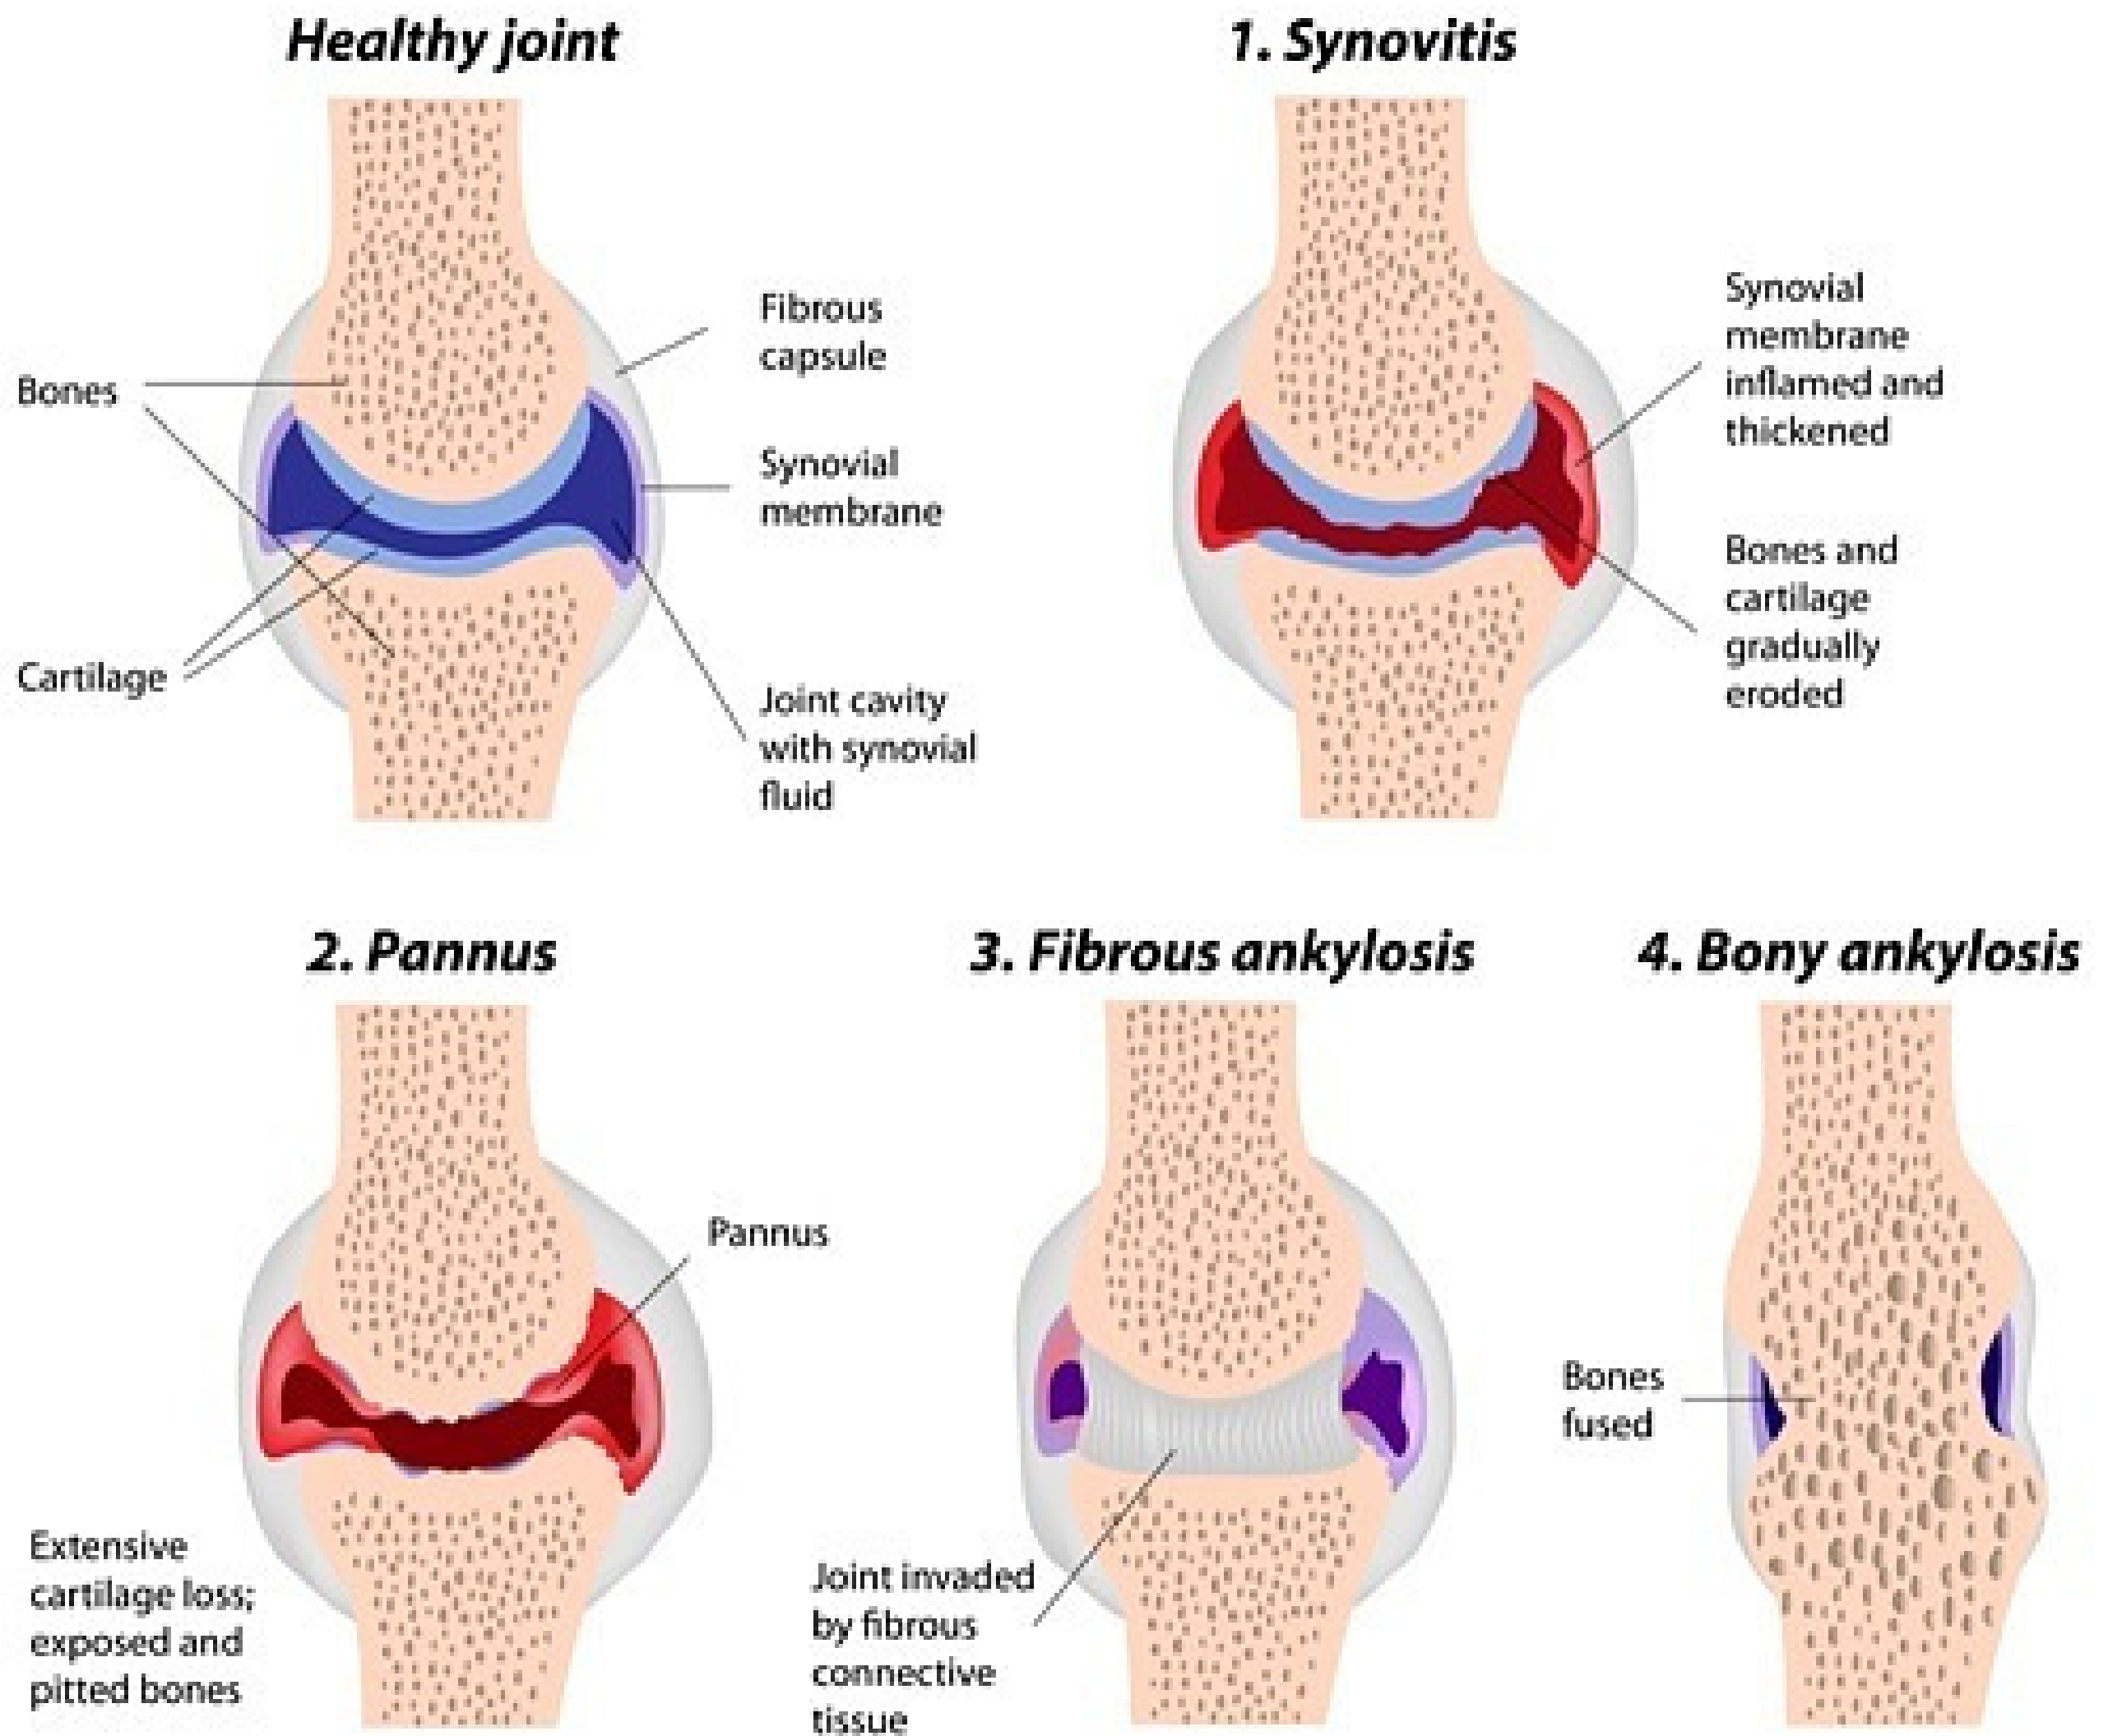 Healthy joint
Bones
Cartilage
Fibrous
capsule
Synovial
membrane
Joint cavity
with synovial
fluid
1. Synovitis
Synovial
membrane
inflamed and
thickened
Bones and
cartilage
gradually
eroded
2. Pannus
Pannus
Extensive
cartilage loss;
exposed and
pitted bones
3. Fibrous ankylosis
Joint invaded
by fibrous
connective
tissue
4. Bony ankylosis
Bones
fused